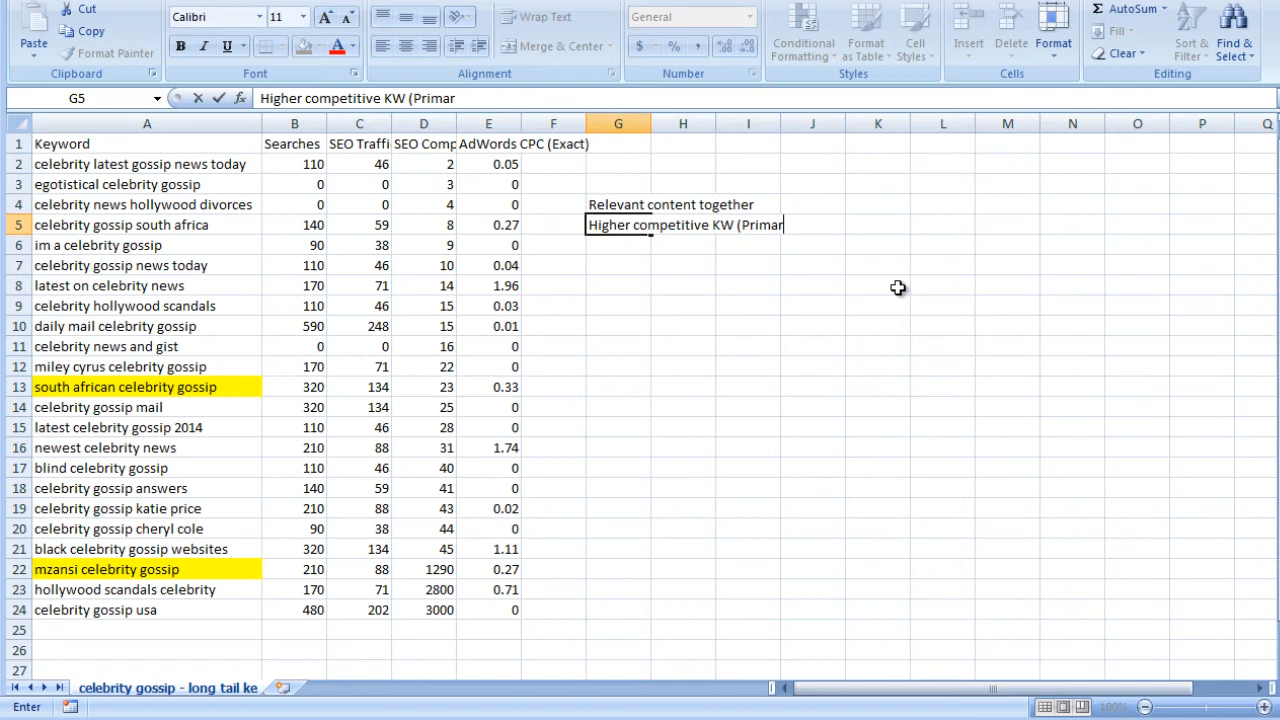 Cut
Copy
Format Painter
Paste
Clipboard
Calibri 11
B I U
Font
Wrap Text
Merge & Center
Alignment
General
$ % ,
Number
Conditional Formatting
Format as Table
Cell Styles
Styles
Insert
Delete
Format
Cells
Σ AutoSum
Fill
Clear
Sort & Filter
Find & Select
Editing
G5 fx Higher competitive KW (Primar
A B C D E F G H I J K L M N O P Q
1 Keyword Searches SEO Traffi SEO Comp AdWords CPC (Exact)
2 celebrity latest gossip news today 110 46 2 0.05
3 egotistical celebrity gossip 0 0 3 0
4 celebrity news hollywood divorces 0 0 4 0 Relevant content together
5 celebrity gossip south africa 140 59 8 0.27 Higher competitive KW (Primar
6 im a celebrity gossip 90 38 9 0
7 celebrity gossip news today 110 46 10 0.04
8 latest on celebrity news 170 71 14 1.96
9 celebrity hollywood scandals 110 46 15 0.03
10 daily mail celebrity gossip 590 248 15 0.01
11 celebrity news and gist 0 0 16 0
12 miley cyrus celebrity gossip 170 71 22 0
13 south african celebrity gossip 320 134 23 0.33
14 celebrity gossip mail 320 134 25 0
15 latest celebrity gossip 2014 110 46 28 0
16 newest celebrity news 210 88 31 1.74
17 blind celebrity gossip 110 46 40 0
18 celebrity gossip answers 140 59 41 0
19 celebrity gossip katie price 210 88 43 0.02
20 celebrity gossip cheryl cole 90 38 44 0
21 black celebrity gossip websites 320 134 45 1.11
22 mzansi celebrity gossip 210 88 1290 0.27
23 hollywood scandals celebrity 170 71 2800 0.71
24 celebrity gossip usa 480 202 3000 0
25
26
27
celebrity gossip - long tail ke
Enter 100%